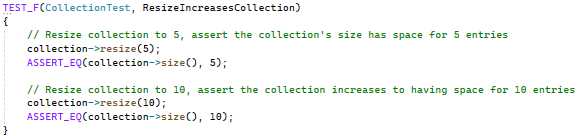 TEST_F(CollectionTest, ResizeIncreasesCollection)
{
    // Resize collection to 5, assert the collection's size has space for 5 entries
    collection->resize(5);
    ASSERT_EQ(collection->size(), 5);

    // Resize collection to 10, assert the collection increases to having space for 10 entries
    collection->resize(10);
    ASSERT_EQ(collection->size(), 10);
}